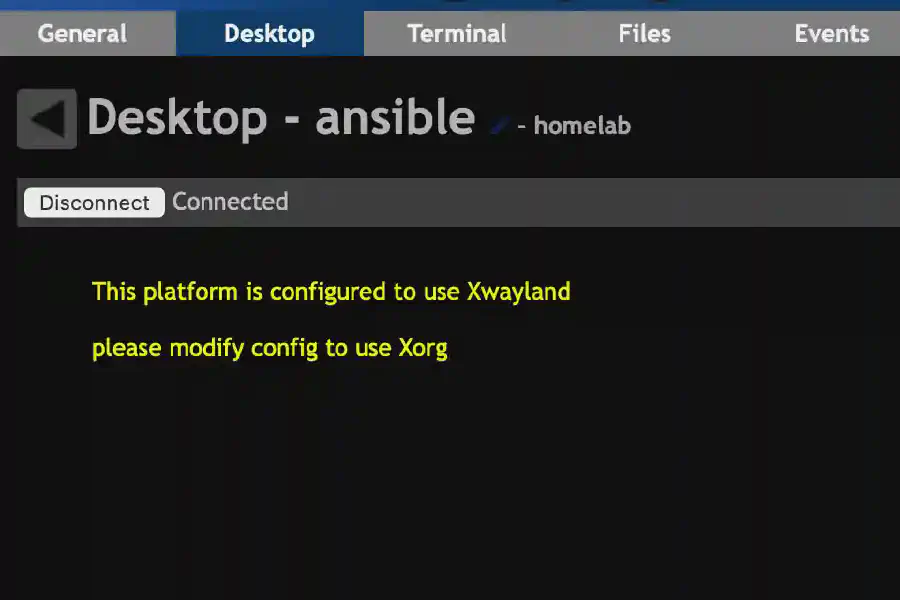 General Desktop Terminal Files Events
Desktop - ansible - homelab
Disconnect Connected
This platform is configured to use Xwayland
please modify config to use Xorg